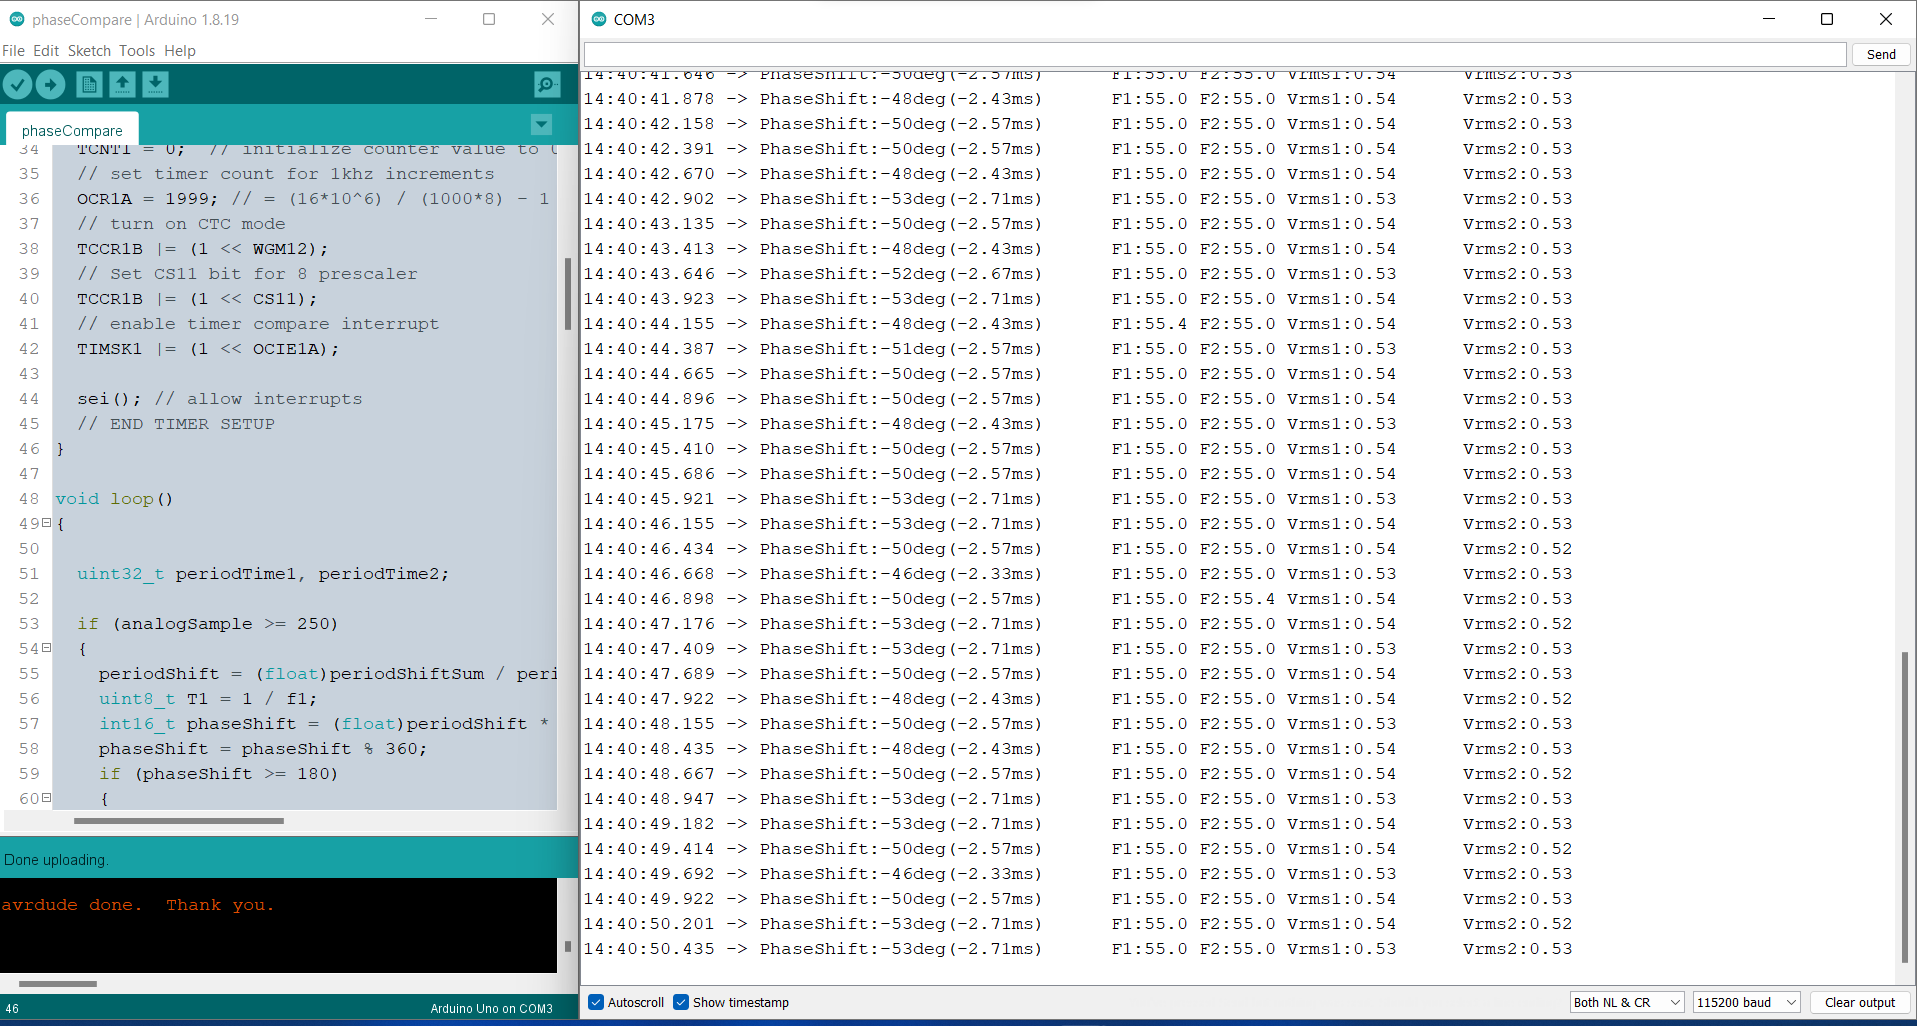 phaseCompare | Arduino 1.8.19
File Edit Sketch Tools Help
phaseCompare
34 TCNT1 = 0; // initialize counter value to 0
35 // set timer count for 1khz increments
36 OCR1A = 1999; // = (16*10^6) / (1000*8) - 1
37 // turn on CTC mode
38 TCCR1B |= (1 << WGM12);
39 // Set CS11 bit for 8 prescaler
40 TCCR1B |= (1 << CS11);
41 // enable timer compare interrupt
42 TIMSK1 |= (1 << OCIE1A);
43
44 sei(); // allow interrupts
45 // END TIMER SETUP
46 }
47
48 void loop()
49 {
50
51 uint32_t periodTime1, periodTime2;
52
53 if (analogSample >= 250)
54 {
55 periodShift = (float)periodShiftSum / peri
56 uint8_t T1 = 1 / f1;
57 int16_t phaseShift = (float)periodShift *
58 phaseShift = phaseShift % 360;
59 if (phaseShift >= 180)
60 {
Done uploading.
avrdude done. Thank you.
46 Arduino Uno on COM3
COM3
Send
14:40:41.646 -> PhaseShift:-50deg(-2.57ms) F1:55.0 F2:55.0 Vrms1:0.54 Vrms2:0.53
14:40:41.878 -> PhaseShift:-48deg(-2.43ms) F1:55.0 F2:55.0 Vrms1:0.54 Vrms2:0.53
14:40:42.158 -> PhaseShift:-50deg(-2.57ms) F1:55.0 F2:55.0 Vrms1:0.54 Vrms2:0.53
14:40:42.391 -> PhaseShift:-50deg(-2.57ms) F1:55.0 F2:55.0 Vrms1:0.54 Vrms2:0.53
14:40:42.670 -> PhaseShift:-48deg(-2.43ms) F1:55.0 F2:55.0 Vrms1:0.54 Vrms2:0.53
14:40:42.902 -> PhaseShift:-53deg(-2.71ms) F1:55.0 F2:55.0 Vrms1:0.53 Vrms2:0.53
14:40:43.135 -> PhaseShift:-50deg(-2.57ms) F1:55.0 F2:55.0 Vrms1:0.54 Vrms2:0.53
14:40:43.413 -> PhaseShift:-48deg(-2.43ms) F1:55.0 F2:55.0 Vrms1:0.54 Vrms2:0.53
14:40:43.646 -> PhaseShift:-52deg(-2.67ms) F1:55.0 F2:55.0 Vrms1:0.53 Vrms2:0.53
14:40:43.923 -> PhaseShift:-53deg(-2.71ms) F1:55.0 F2:55.0 Vrms1:0.54 Vrms2:0.53
14:40:44.155 -> PhaseShift:-48deg(-2.43ms) F1:55.4 F2:55.0 Vrms1:0.54 Vrms2:0.53
14:40:44.387 -> PhaseShift:-51deg(-2.57ms) F1:55.0 F2:55.0 Vrms1:0.53 Vrms2:0.53
14:40:44.665 -> PhaseShift:-50deg(-2.57ms) F1:55.0 F2:55.0 Vrms1:0.54 Vrms2:0.53
14:40:44.896 -> PhaseShift:-50deg(-2.57ms) F1:55.0 F2:55.0 Vrms1:0.54 Vrms2:0.53
14:40:45.175 -> PhaseShift:-48deg(-2.43ms) F1:55.0 F2:55.0 Vrms1:0.53 Vrms2:0.53
14:40:45.410 -> PhaseShift:-50deg(-2.57ms) F1:55.0 F2:55.0 Vrms1:0.54 Vrms2:0.53
14:40:45.686 -> PhaseShift:-50deg(-2.57ms) F1:55.0 F2:55.0 Vrms1:0.54 Vrms2:0.53
14:40:45.921 -> PhaseShift:-53deg(-2.71ms) F1:55.0 F2:55.0 Vrms1:0.53 Vrms2:0.53
14:40:46.155 -> PhaseShift:-53deg(-2.71ms) F1:55.0 F2:55.0 Vrms1:0.54 Vrms2:0.53
14:40:46.434 -> PhaseShift:-50deg(-2.57ms) F1:55.0 F2:55.0 Vrms1:0.54 Vrms2:0.52
14:40:46.668 -> PhaseShift:-46deg(-2.33ms) F1:55.0 F2:55.0 Vrms1:0.53 Vrms2:0.53
14:40:46.898 -> PhaseShift:-50deg(-2.57ms) F1:55.0 F2:55.4 Vrms1:0.54 Vrms2:0.53
14:40:47.176 -> PhaseShift:-53deg(-2.71ms) F1:55.0 F2:55.0 Vrms1:0.54 Vrms2:0.52
14:40:47.409 -> PhaseShift:-53deg(-2.71ms) F1:55.0 F2:55.0 Vrms1:0.53 Vrms2:0.53
14:40:47.689 -> PhaseShift:-50deg(-2.57ms) F1:55.0 F2:55.0 Vrms1:0.54 Vrms2:0.53
14:40:47.922 -> PhaseShift:-48deg(-2.43ms) F1:55.0 F2:55.0 Vrms1:0.54 Vrms2:0.52
14:40:48.155 -> PhaseShift:-50deg(-2.57ms) F1:55.0 F2:55.0 Vrms1:0.53 Vrms2:0.53
14:40:48.435 -> PhaseShift:-48deg(-2.43ms) F1:55.0 F2:55.0 Vrms1:0.54 Vrms2:0.53
14:40:48.667 -> PhaseShift:-50deg(-2.57ms) F1:55.0 F2:55.0 Vrms1:0.54 Vrms2:0.52
14:40:48.947 -> PhaseShift:-53deg(-2.71ms) F1:55.0 F2:55.0 Vrms1:0.53 Vrms2:0.53
14:40:49.182 -> PhaseShift:-53deg(-2.71ms) F1:55.0 F2:55.0 Vrms1:0.54 Vrms2:0.53
14:40:49.414 -> PhaseShift:-50deg(-2.57ms) F1:55.0 F2:55.0 Vrms1:0.54 Vrms2:0.52
14:40:49.692 -> PhaseShift:-46deg(-2.33ms) F1:55.0 F2:55.0 Vrms1:0.53 Vrms2:0.53
14:40:49.922 -> PhaseShift:-50deg(-2.57ms) F1:55.0 F2:55.0 Vrms1:0.54 Vrms2:0.53
14:40:50.201 -> PhaseShift:-53deg(-2.71ms) F1:55.0 F2:55.0 Vrms1:0.54 Vrms2:0.52
14:40:50.435 -> PhaseShift:-53deg(-2.71ms) F1:55.0 F2:55.0 Vrms1:0.53 Vrms2:0.53
Autoscroll Show timestamp Both NL & CR 115200 baud Clear output